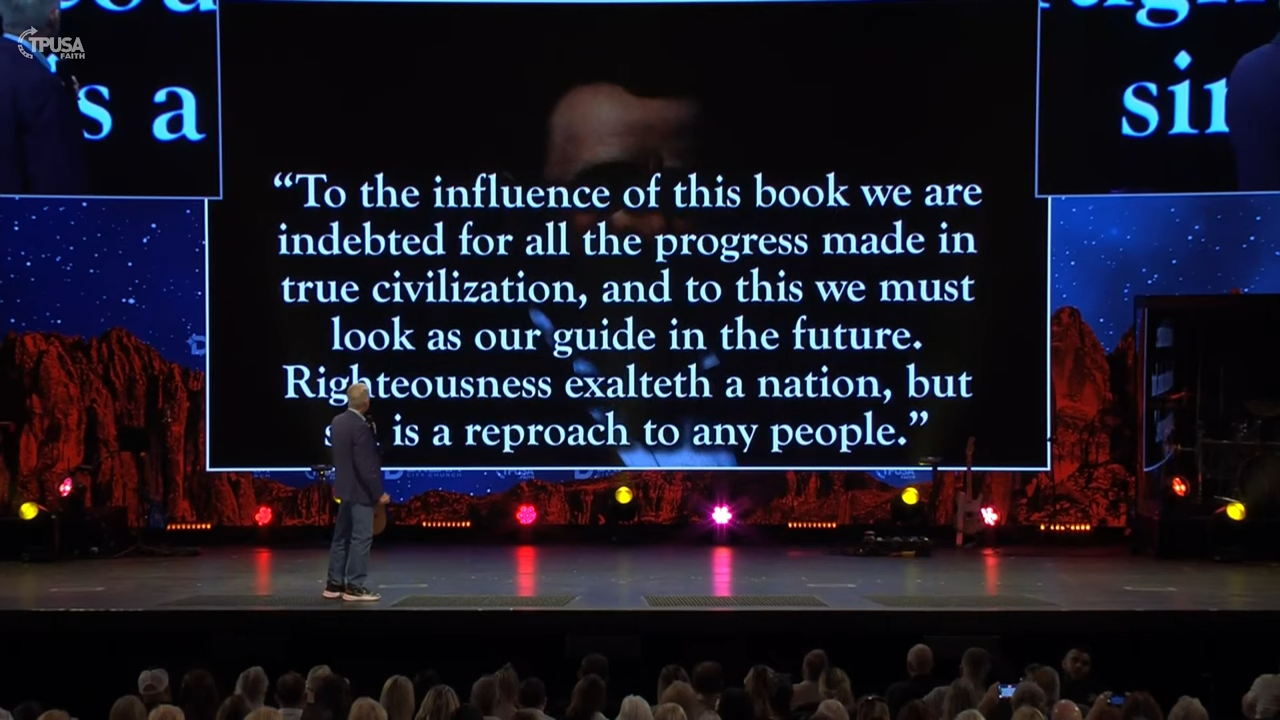 TPUSA
FAITH
s a
sin
“To the influence of this book we are
indebted for all the progress made in
true civilization, and to this we must
look as our guide in the future.
Righteousness exalteth a nation, but
is a reproach to any people.”
TPUSA